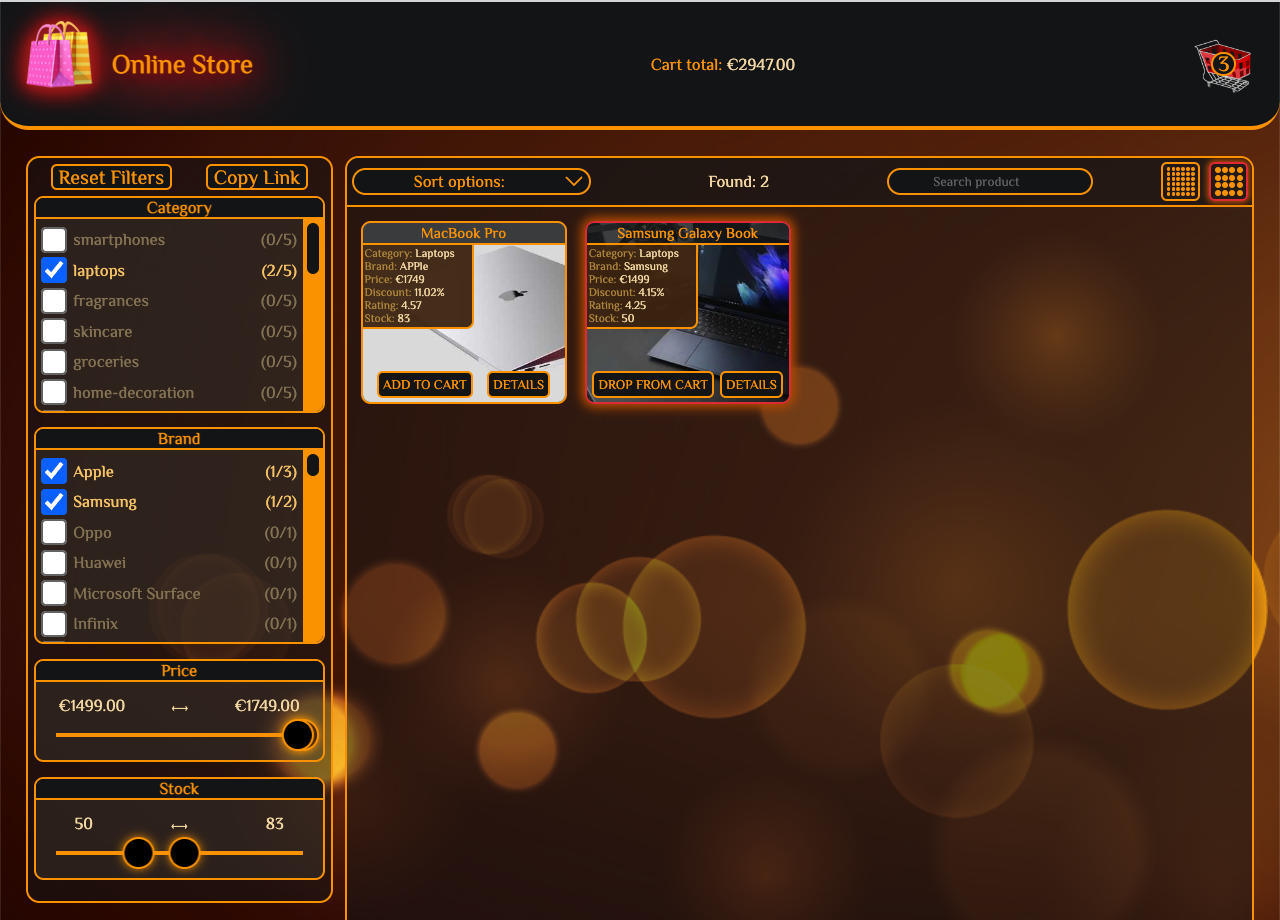 Online Store
Cart total: €2947.00
3
Reset Filters
Copy Link
Category
smartphones (0/5)
laptops (2/5)
fragrances (0/5)
skincare (0/5)
groceries (0/5)
home-decoration (0/5)
Brand
Apple (1/3)
Samsung (1/2)
Oppo (0/1)
Huawei (0/1)
Microsoft Surface (0/1)
Infinix (0/1)
Price
€1499.00 ⟷ €1749.00
Stock
50 ⟷ 83
Sort options:
Found: 2
Search product
MacBook Pro
Category: Laptops
Brand: APPle
Price: €1749
Discount: 11.02%
Rating: 4.57
Stock: 83
ADD TO CART
DETAILS
Samsung Galaxy Book
Category: Laptops
Brand: Samsung
Price: €1499
Discount: 4.15%
Rating: 4.25
Stock: 50
DROP FROM CART
DETAILS